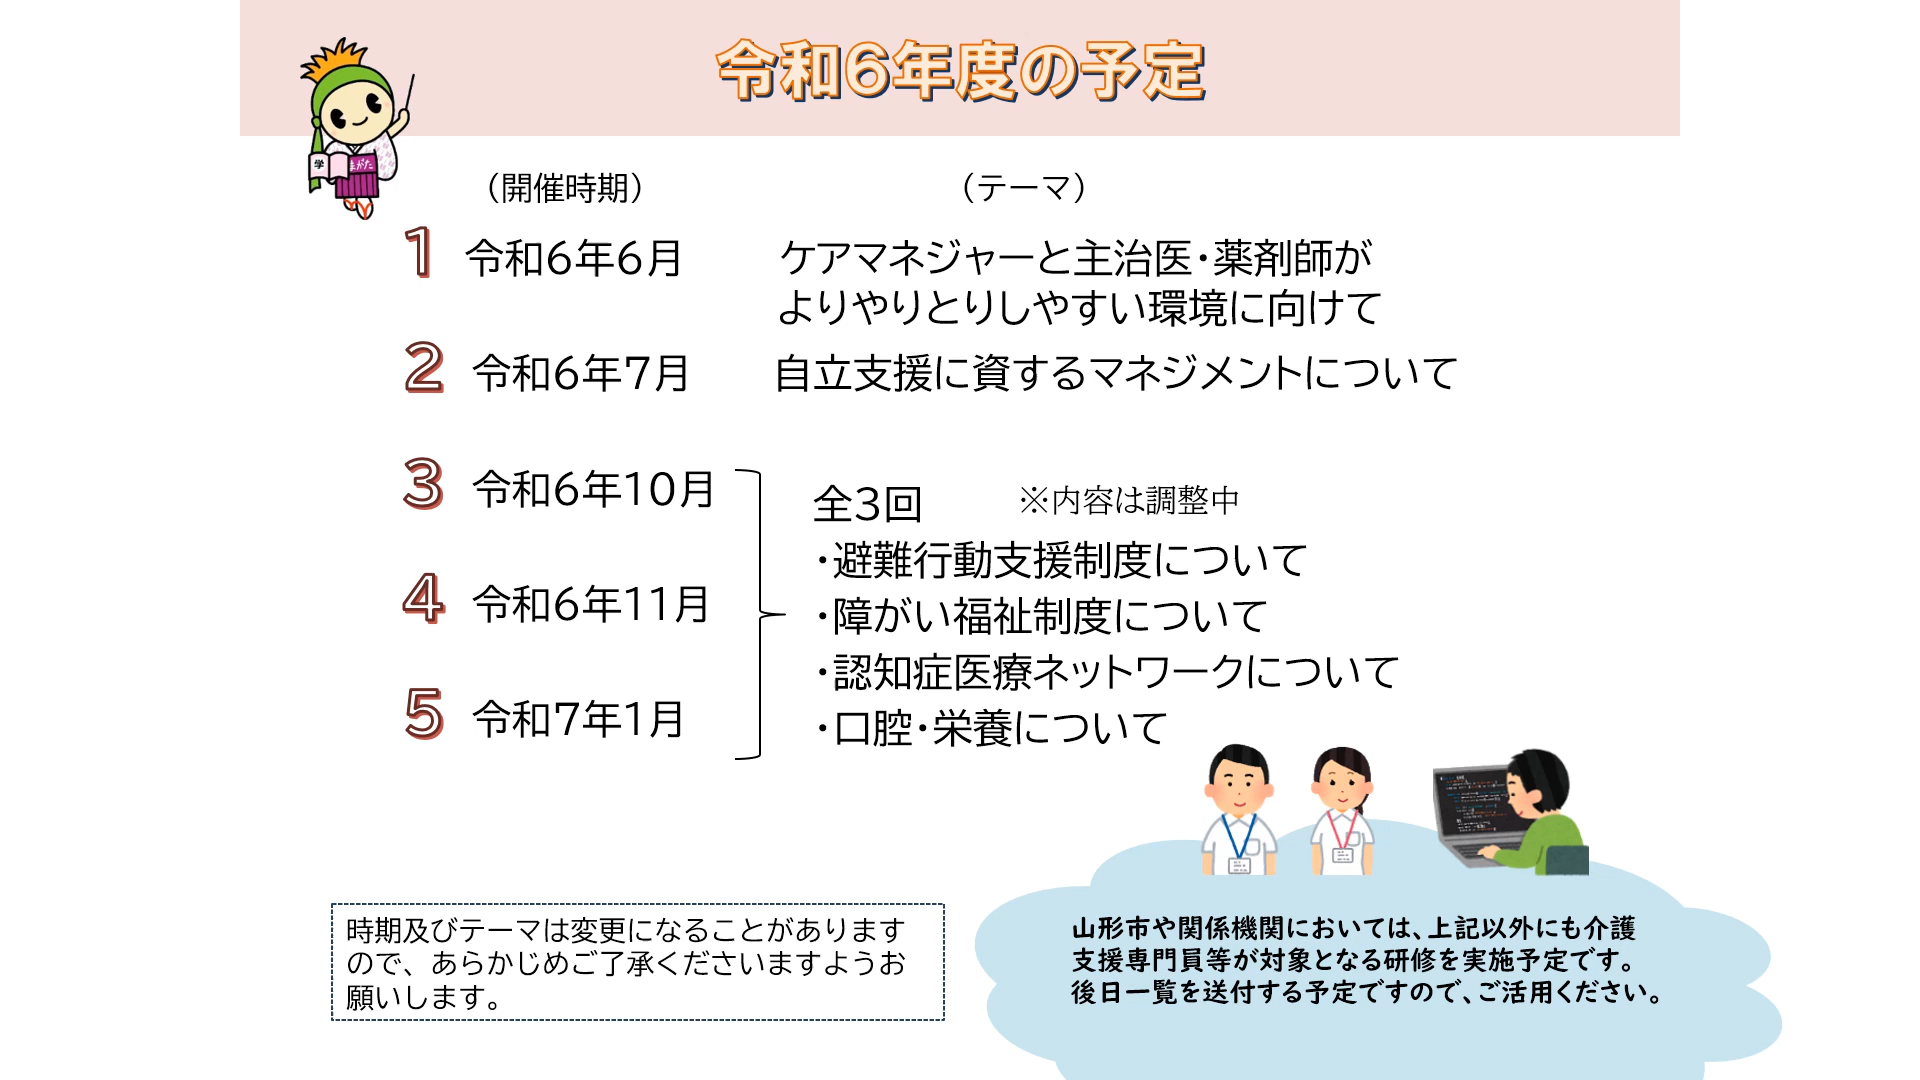 令和6年度の予定
学
まがた
（開催時期）
（テーマ）
1 令和6年6月 ケアマネジャーと主治医・薬剤師が
よりやりとりしやすい環境に向けて
2 令和6年7月 自立支援に資するマネジメントについて
3 令和6年10月
全3回 ※内容は調整中
・避難行動支援制度について
4 令和6年11月
・障がい福祉制度について
・認知症医療ネットワークについて
5 令和7年1月
・口腔・栄養について
時期及びテーマは変更になることがあります
ので、あらかじめご了承くださいますようお
願いします。
山形市や関係機関においては、上記以外にも介護
支援専門員等が対象となる研修を実施予定です。
後日一覧を送付する予定ですので、ご活用ください。